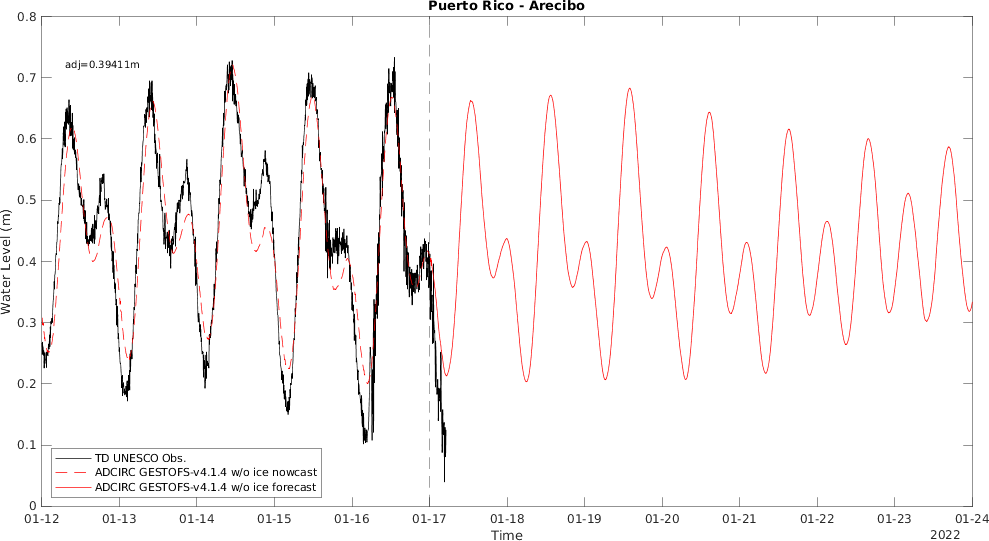 Puerto Rico - Arecibo
adj=0.39411m
0.8
0.7
0.6
0.5
0.4
0.3
0.2
0.1
0
Water Level (m)
TD UNESCO Obs.
ADCIRC GESTOFS-v4.1.4 w/o ice nowcast
ADCIRC GESTOFS-v4.1.4 w/o ice forecast
01-12 01-13 01-14 01-15 01-16 01-17 01-18 01-19 01-20 01-21 01-22 01-23 01-24
Time
2022